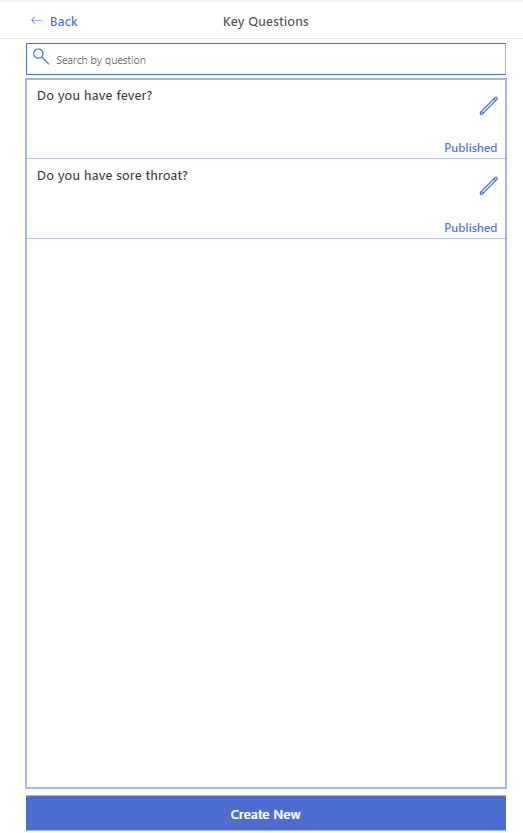 ← Back
Key Questions
Search by question
Do you have fever?
Published
Do you have sore throat?
Published
Create New